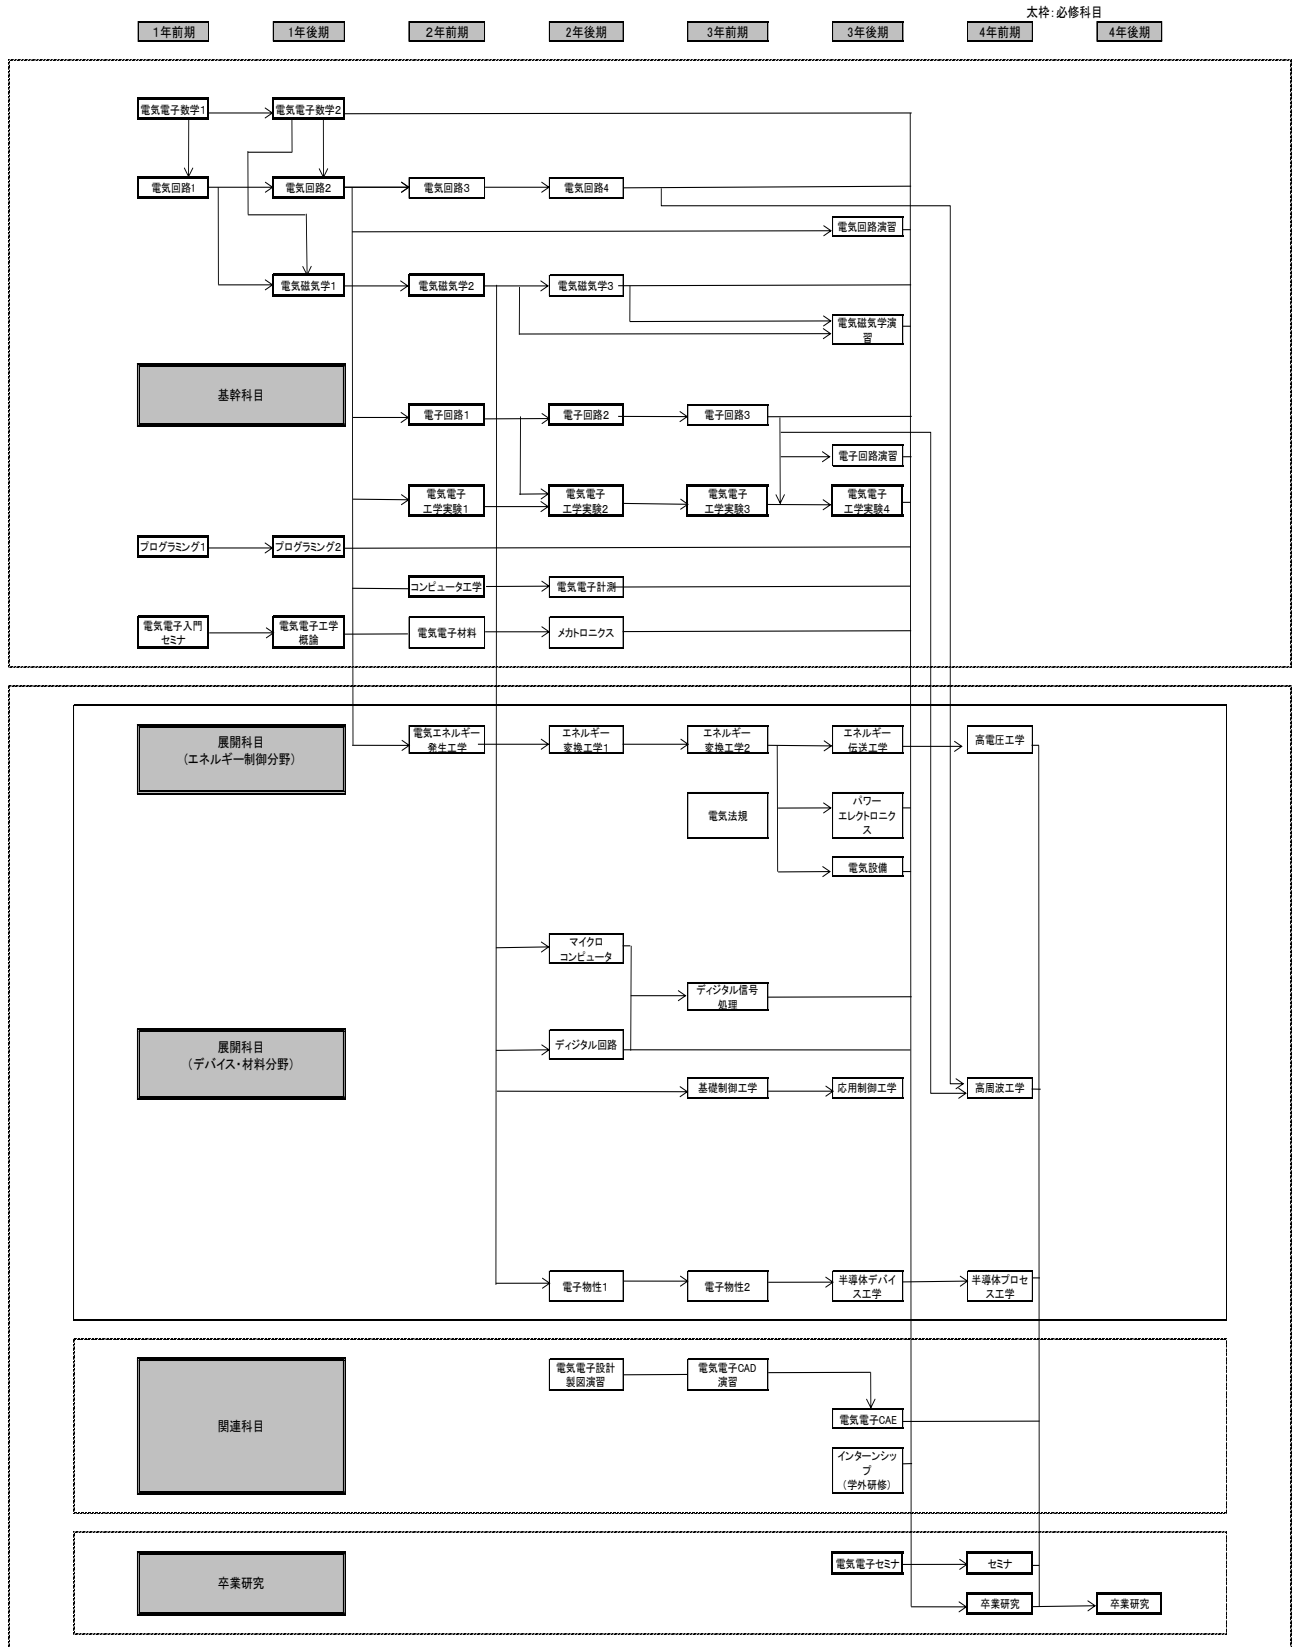 太枠:必修科目
1年前期
1年後期
2年前期
2年後期
3年前期
3年後期
4年前期
4年後期
電気電子数学1
電気電子数学2
電気回路1
電気回路2
電気回路3
電気回路4
電気回路演習
電気磁気学1
電気磁気学2
電気磁気学3
電気磁気学演
習
基幹科目
電子回路1
電子回路2
電子回路3
電子回路演習
電気電子
工学実験1
電気電子
工学実験2
電気電子
工学実験3
電気電子
工学実験4
プログラミング1
プログラミング2
コンピュータ工学
電気電子計測
電気電子入門
セミナ
電気電子工学
概論
電気電子材料
メカトロニクス
展開科目
(エネルギー制御分野)
電気エネルギー
発生工学
エネルギー
変換工学1
エネルギー
変換工学2
エネルギー
伝送工学
高電圧工学
電気法規
パワー
エレクトロニク
ス
電気設備
マイクロ
コンピュータ
ディジタル信号
処理
展開科目
(デバイス・材料分野)
ディジタル回路
基礎制御工学
応用制御工学
高周波工学
電子物性1
電子物性2
半導体デバイ
ス工学
半導体プロセ
ス工学
関連科目
電気電子設計
製図演習
電気電子CAD
演習
電気電子CAE
インターンシッ
プ
(学外研修)
卒業研究
電気電子セミナ
セミナ
卒業研究
卒業研究